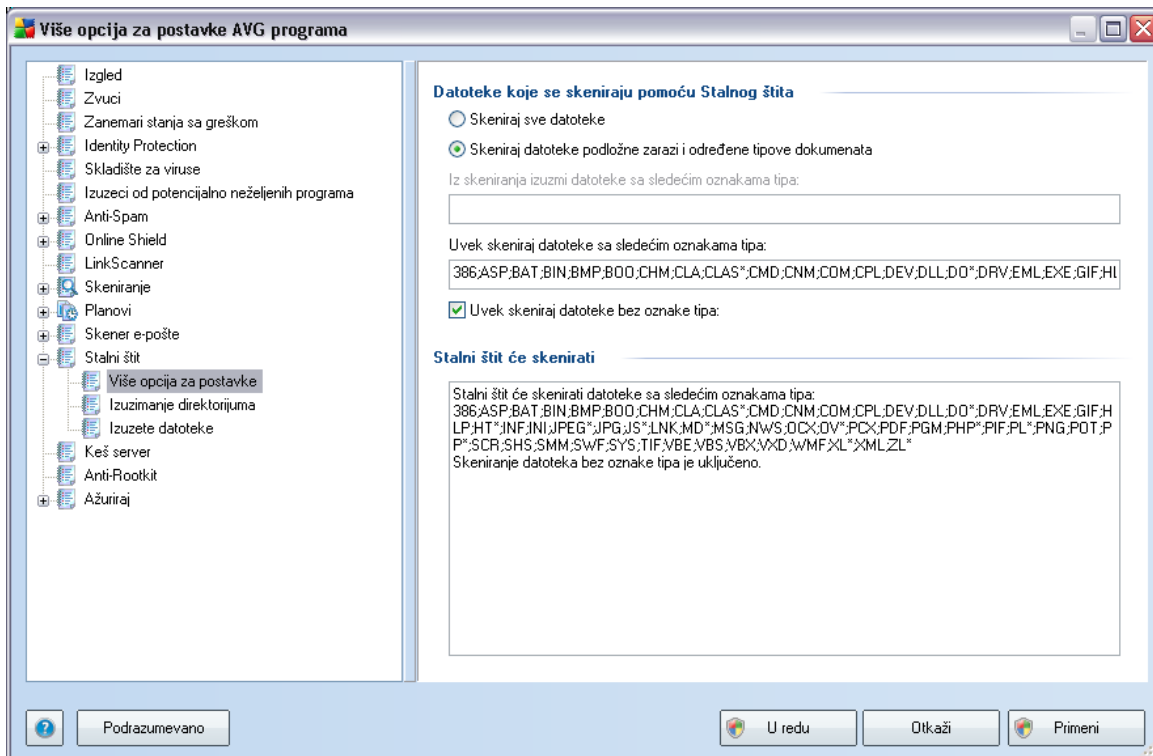 Više opcija za postavke AVG programa
Izgled
Zvuci
Zanemari stanja sa greškom
Identity Protection
Skladište za viruse
Izuzeci od potencijalno neželjenih programa
Anti-Spam
Online Shield
LinkScanner
Skeniranje
Planovi
Skener e-pošte
Stalni štit
Više opcija za postavke
Izuzimanje direktorijuma
Izuzete datoteke
Keš server
Anti-Rootkit
Ažuriraj
Datoteke koje se skeniraju pomoću Stalnog štita
Skeniraj sve datoteke
Skeniraj datoteke podložne zarazi i određene tipove dokumenata
Iz skeniranja izuzmi datoteke sa sledećim oznakama tipa:
Uvek skeniraj datoteke sa sledećim oznakama tipa:
386;ASP;BAT;BIN;BMP;BOO;CHM;CLA;CLAS*;CMD;CNM;COM;CPL;DEV;DLL;DO*;DRV;EML;EXE;GIF;HL
Uvek skeniraj datoteke bez oznake tipa:
Stalni štit će skenirati
Stalni štit će skenirati datoteke sa sledećim oznakama tipa:
386;ASP;BAT;BIN;BMP;BOO;CHM;CLA;CLAS*;CMD;CNM;COM;CPL;DEV;DLL;DO*;DRV;EML;EXE;GIF;H
LP;HT*;INF;INI;JPEG*;JPG;JS*;LNK;MD*;MSG;NWS;OCX;OV*;PCX;PDF;PGM;PHP*;PIF;PL*;PNG;POT;P
P*;SCR;SHS;SMM;SWF;SYS;TIF;VBE;VBS;VBX;VXD;WMF;XL*;XML;ZL*
Skeniranje datoteka bez oznake tipa je uključeno.
Podrazumevano
U redu
Otkaži
Primeni